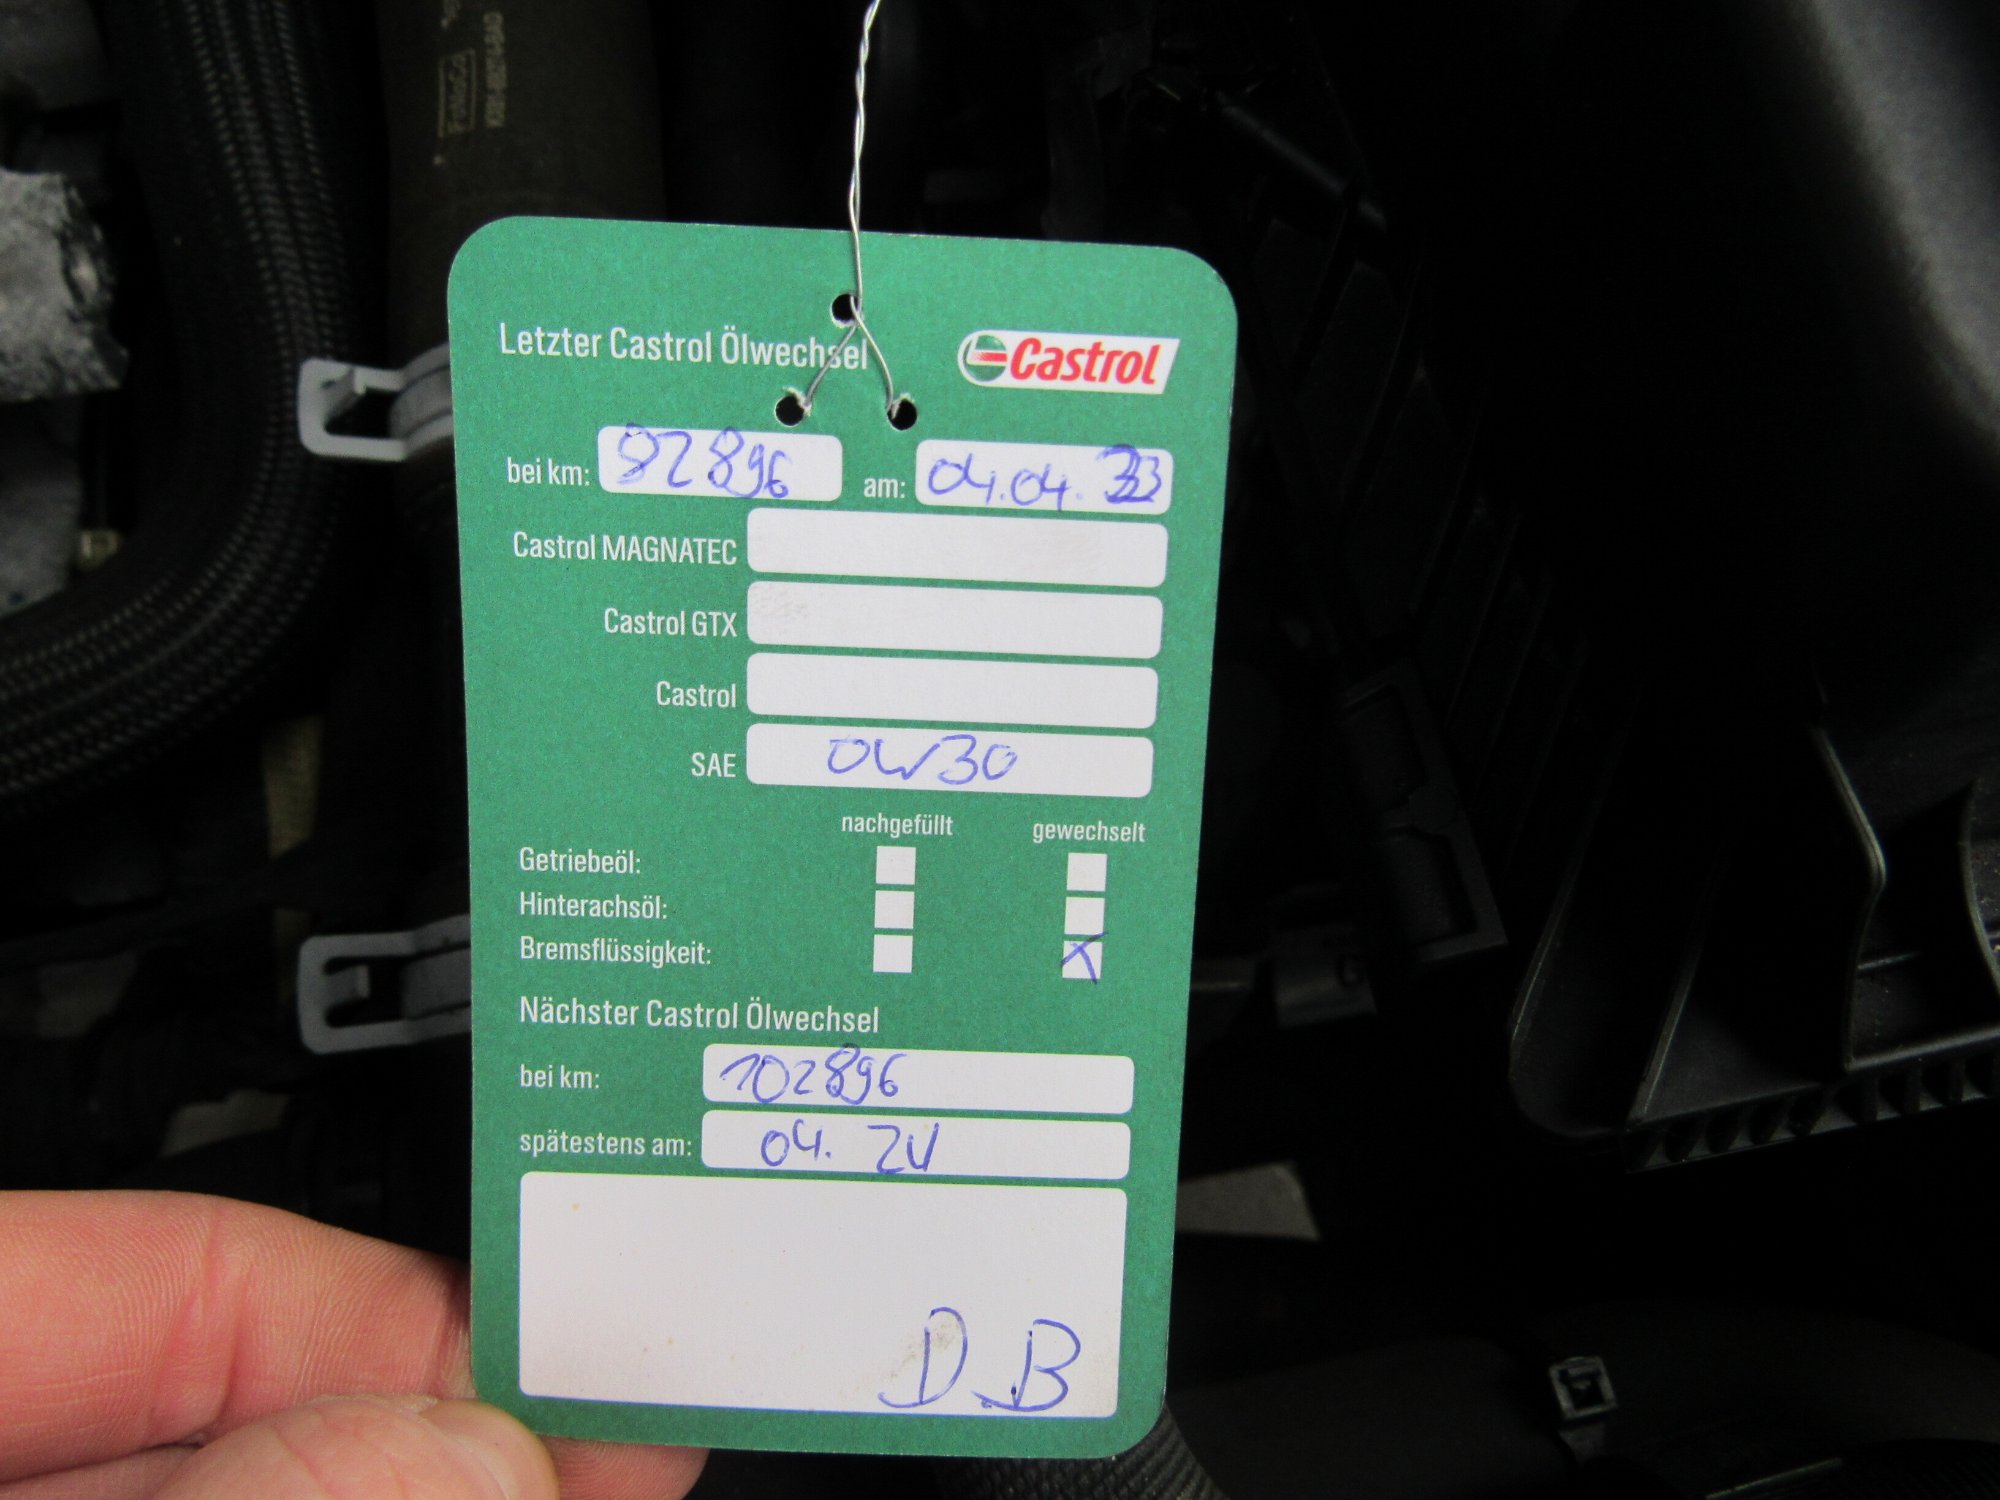 Letzter Castrol Ölwechsel
Castrol
bei km: 92896 am: 04.04.23
Castrol MAGNATEC
Castrol GTX
Castrol
SAE 0W30
nachgefüllt gewechselt
Getriebeöl:
Hinterachsöl:
Bremsflüssigkeit: X
Nächster Castrol Ölwechsel
bei km: 102896
spätestens am: 04. 24
D.B